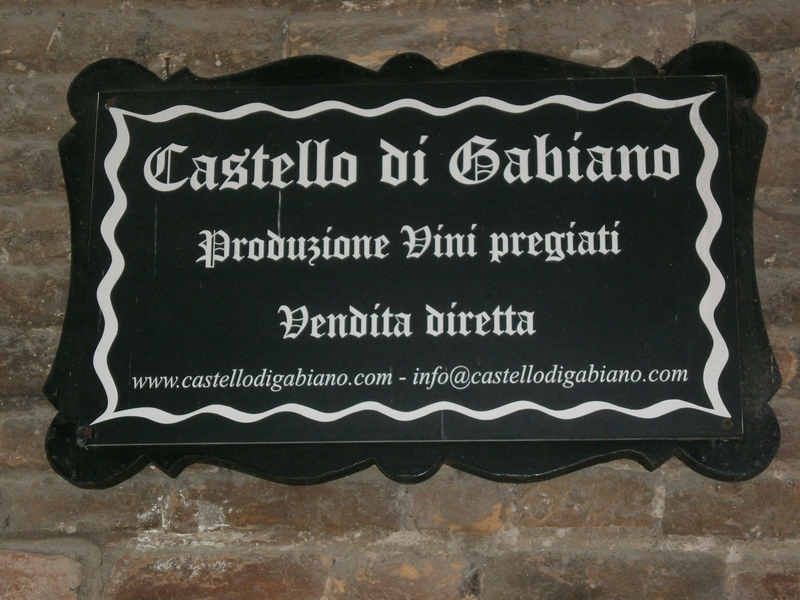 Castello di Gabiano
Produzione Vini pregiati
Vendita diretta
www.castellodigabiano.com - info@castellodigabiano.com